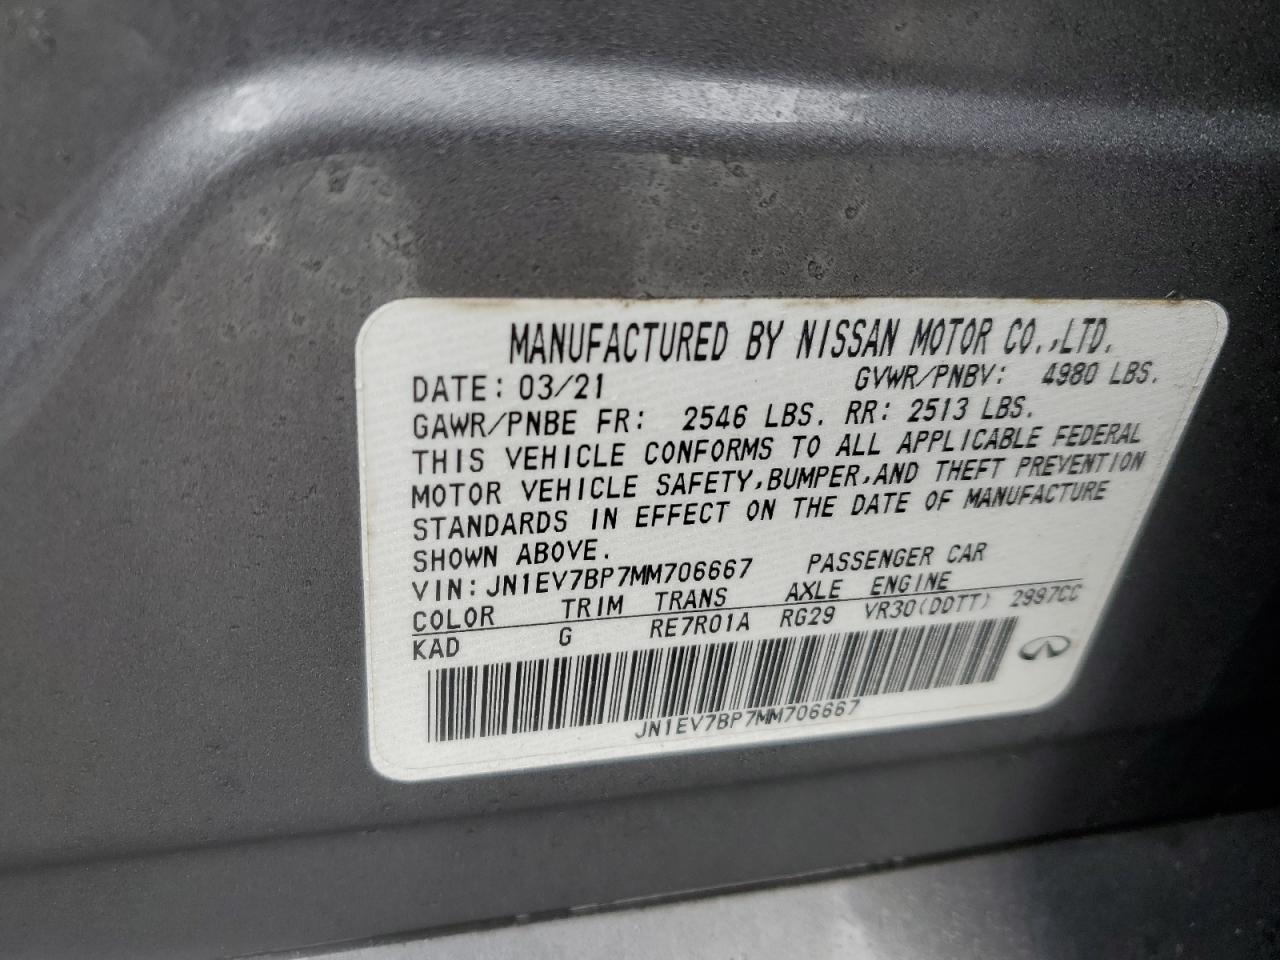 MANUFACTURED BY NISSAN MOTOR CO.,LTD.
DATE: 03/21 GVWR/PNBV: 4980 LBS.
GAWR/PNBE FR: 2546 LBS. RR: 2513 LBS.
THIS VEHICLE CONFORMS TO ALL APPLICABLE FEDERAL
MOTOR VEHICLE SAFETY,BUMPER,AND THEFT PREVENTION
STANDARDS IN EFFECT ON THE DATE OF MANUFACTURE
SHOWN ABOVE.
VIN:JN1EV7BP7MM706667 PASSENGER CAR
COLOR TRIM TRANS AXLE ENGINE
KAD G RE7R01A RG29 VR30(DDTT) 2997CC
JN1EV7BP7MM706667